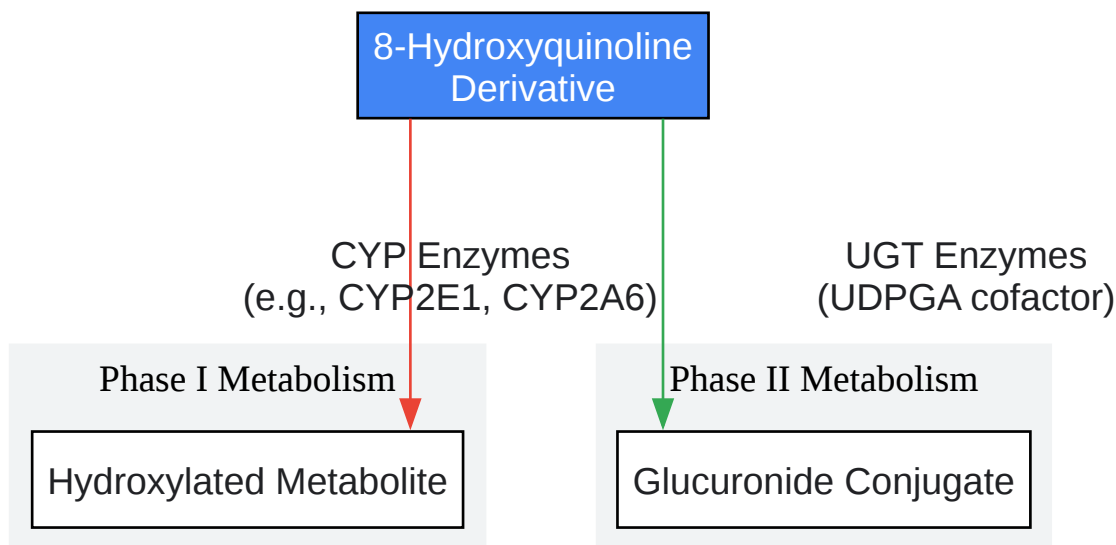 8-Hydroxyquinoline
Derivative
CYP Enzymes
(e.g., CYP2E1, CYP2A6)
UGT Enzymes
(UDPGA cofactor)
Phase I Metabolism
Phase II Metabolism
Hydroxylated Metabolite
Glucuronide Conjugate